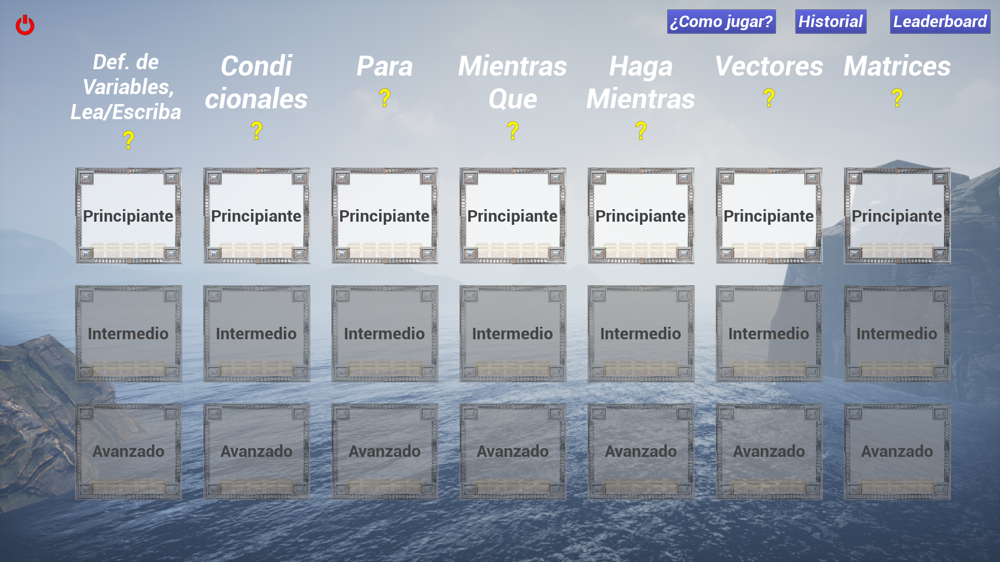 ¿Como jugar? Historial Leaderboard
Def. de
Variables,
Lea/Escriba
?
Condi
cionales
?
Para
?
Mientras
Que
?
Haga
Mientras
?
Vectores
?
Matrices
?
Principiante Principiante Principiante Principiante Principiante Principiante Principiante
Intermedio Intermedio Intermedio Intermedio Intermedio Intermedio Intermedio
Avanzado Avanzado Avanzado Avanzado Avanzado Avanzado Avanzado